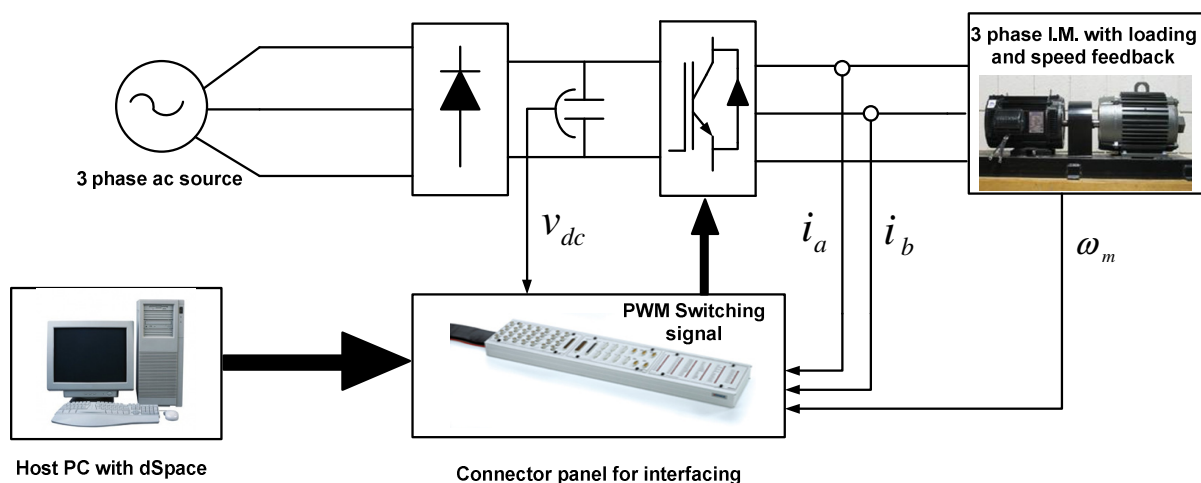 3 phase I.M. with loading
and speed feedback
3 phase ac source
v_dc
i_a
i_b
ω_m
PWM Switching
signal
Host PC with dSpace
Connector panel for interfacing